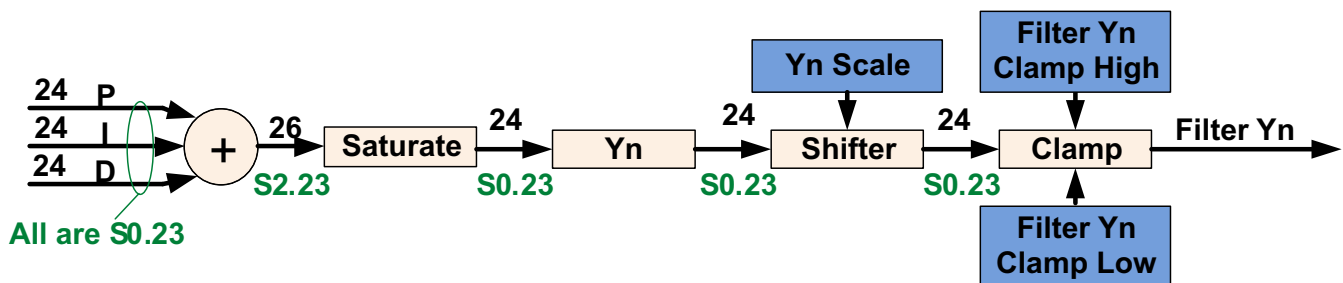 Filter Yn
Clamp High
Yn Scale
24 P
24 I
24 D
+
26
S2.23
Saturate
24
S0.23
Yn
24
S0.23
Shifter
24
S0.23
Clamp
Filter Yn
All are S0.23
Filter Yn
Clamp Low